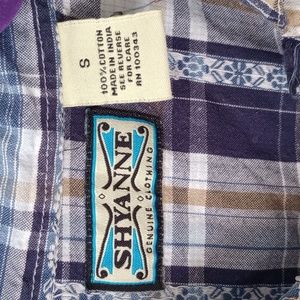 S
100% COTTON
MADE IN INDIA
SEE REVERSE
FOR CARE
RN 100343
SHYANNE
GENUINE CLOTHING